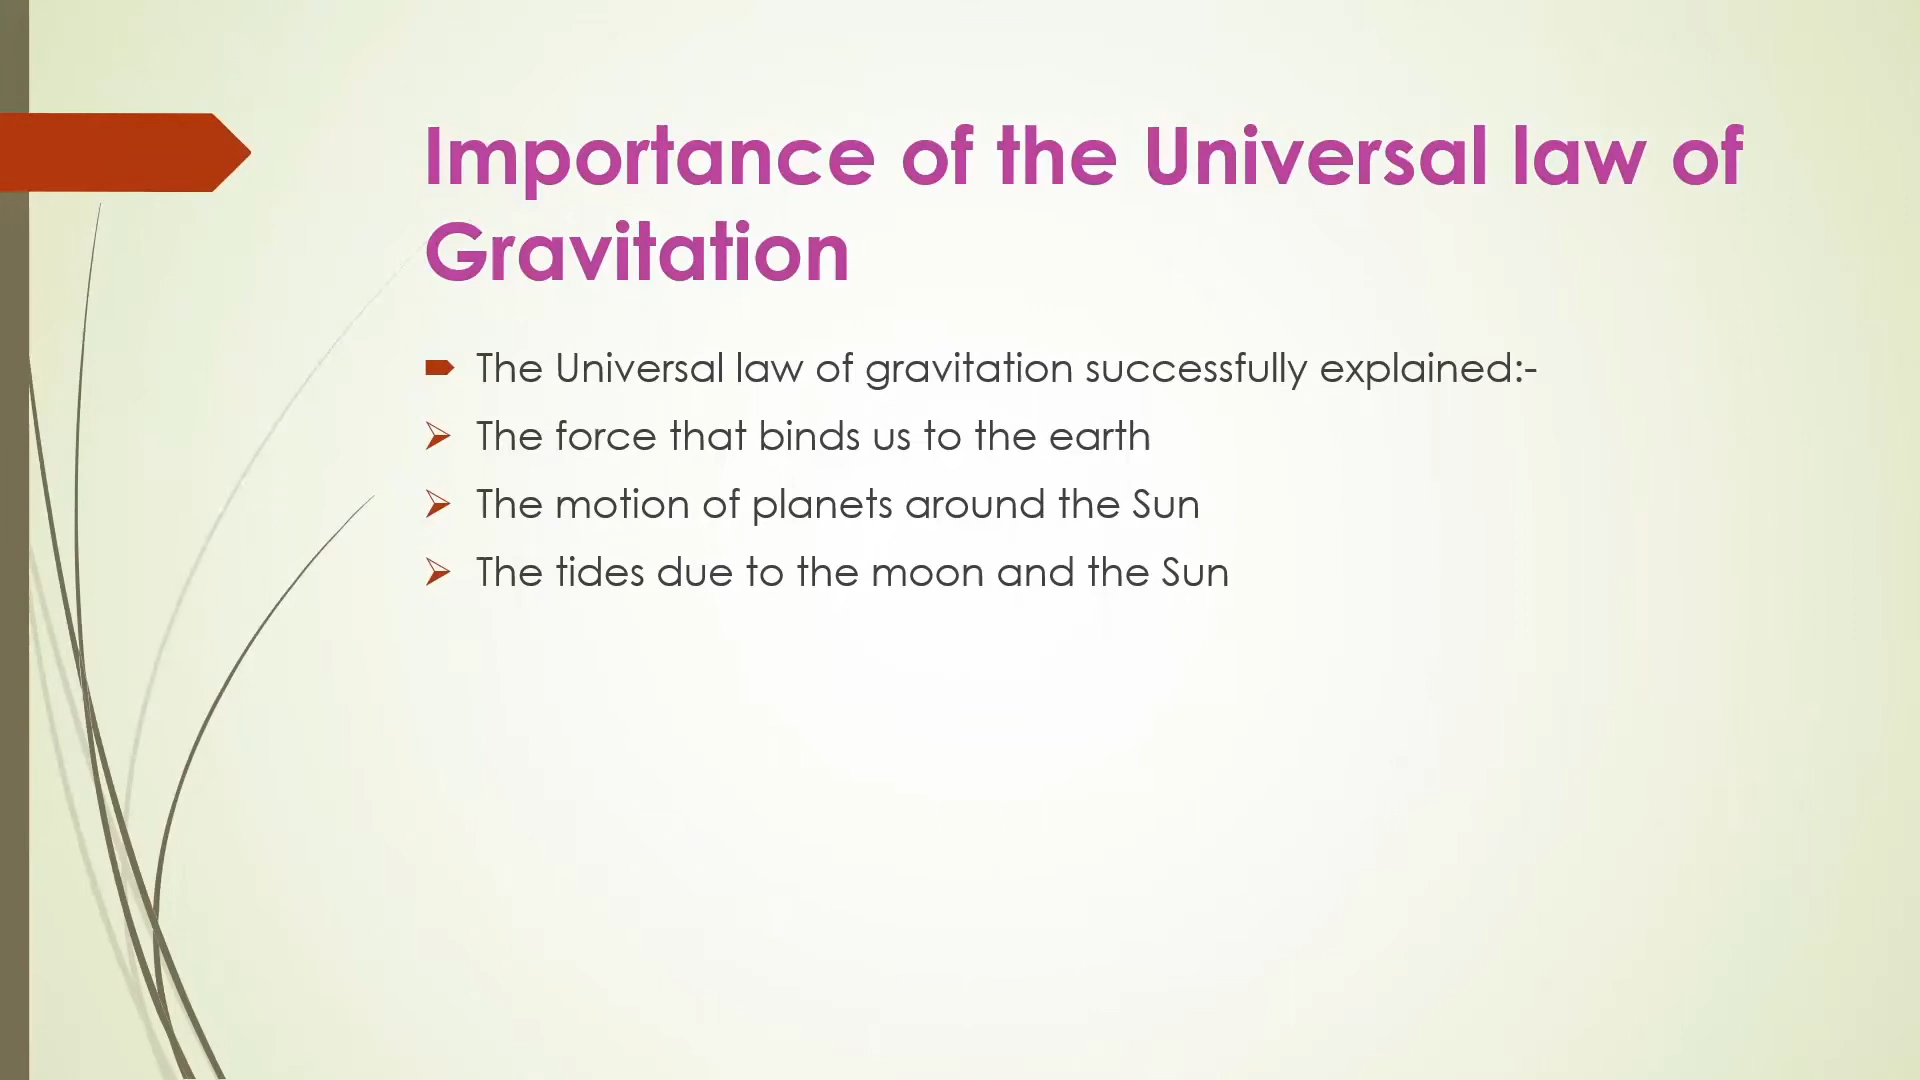 Importance of the Universal law of
Gravitation
The Universal law of gravitation successfully explained:-
The force that binds us to the earth
The motion of planets around the Sun
The tides due to the moon and the Sun